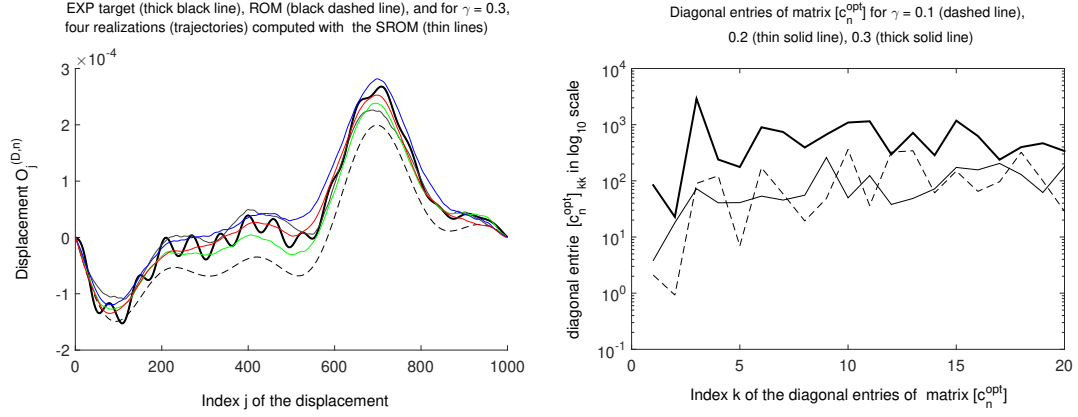 EXP target (thick black line), ROM (black dashed line), and for γ = 0.3,
four realizations (trajectories) computed with the SROM (thin lines)
×10⁻⁴
3
2
1
0
-1
-2
Displacement O_j^(D,n)
0 200 400 600 800 1000
Index j of the displacement
Diagonal entries of matrix [c_n^opt] for γ = 0.1 (dashed line),
0.2 (thin solid line), 0.3 (thick solid line)
10⁴
10³
10²
10¹
10⁰
10⁻¹
diagonal entry [c_n^opt]_kk in log₁₀ scale
0 5 10 15 20
Index k of the diagonal entries of matrix [c_n^opt]